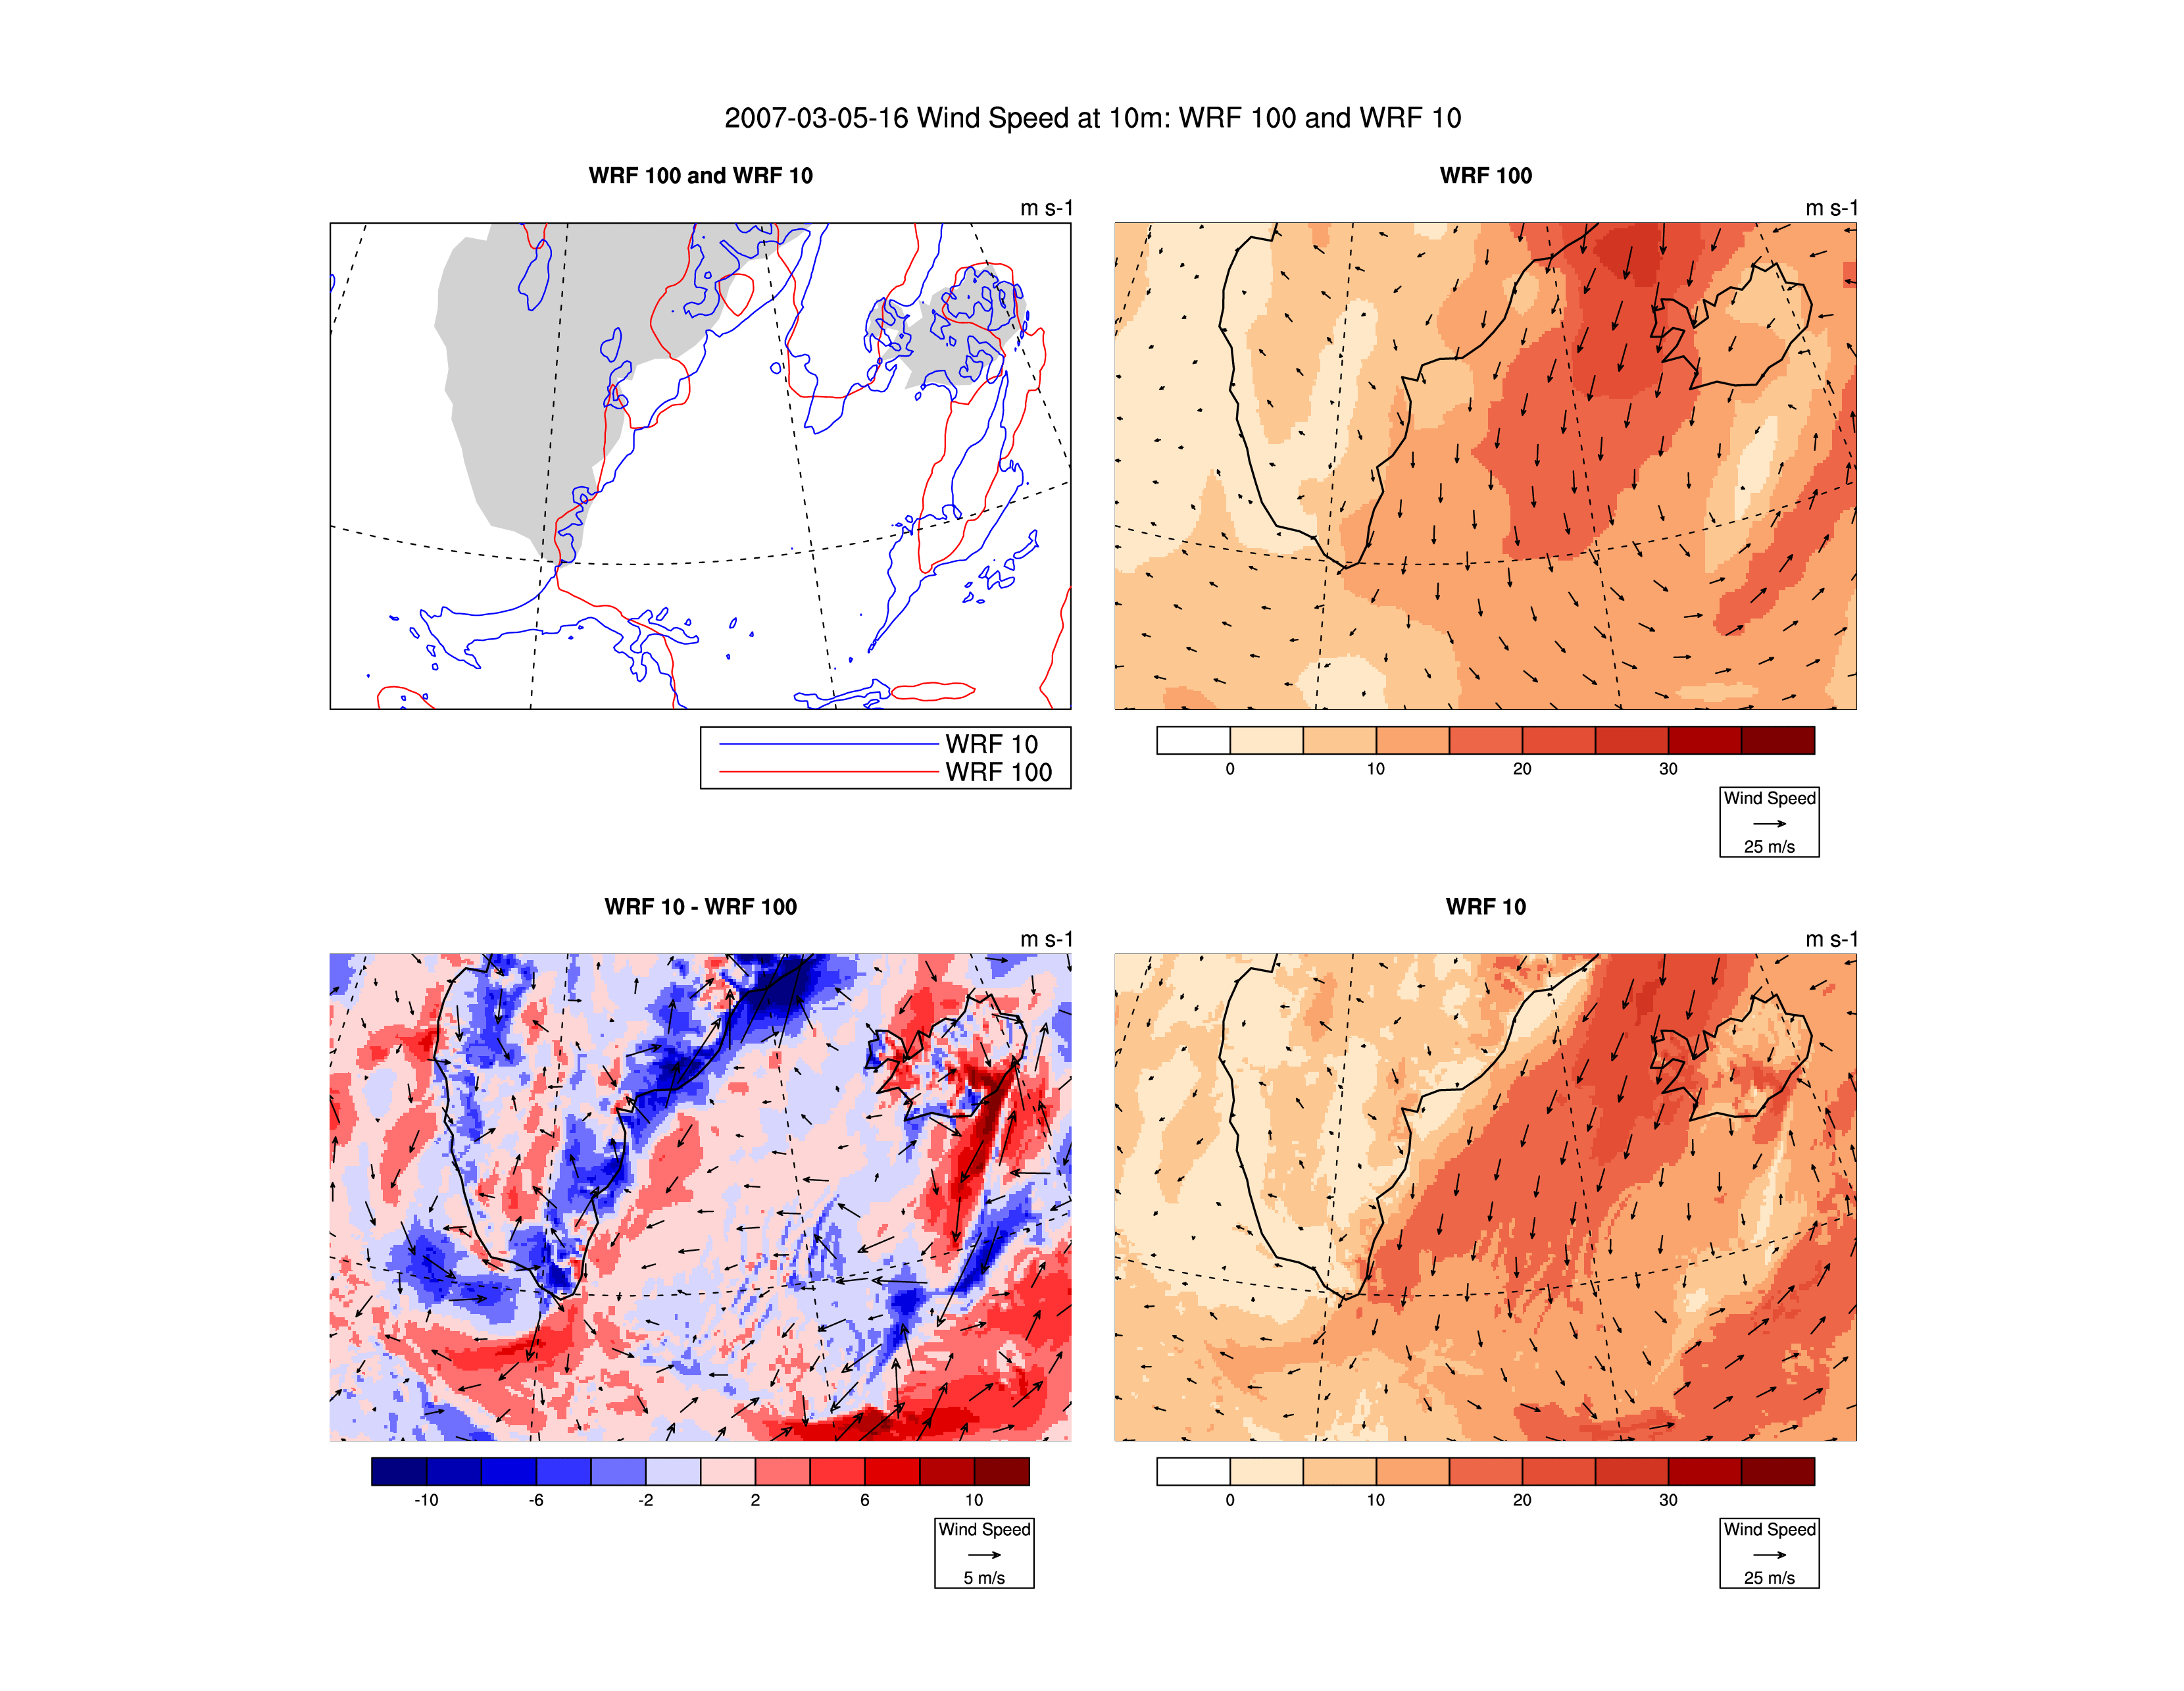 2007-03-05-16 Wind Speed at 10m: WRF 100 and WRF 10
WRF 100 and WRF 10
m s-1
WRF 10
WRF 100
WRF 100
m s-1
0 10 20 30
Wind Speed
25 m/s
WRF 10 - WRF 100
m s-1
-10 -6 -2 2 6 10
Wind Speed
5 m/s
WRF 10
m s-1
0 10 20 30
Wind Speed
25 m/s